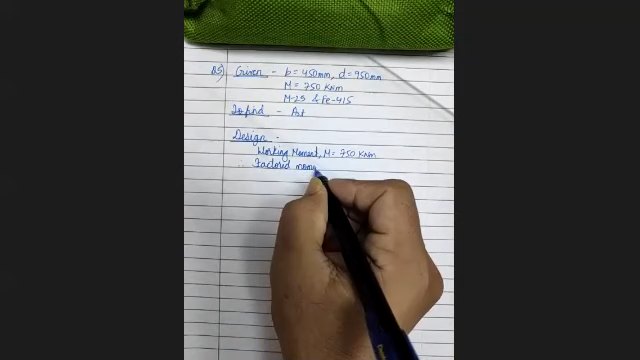 Q5) Given - b = 450mm, d = 950mm
M = 750 KNm
M-25 & Fe-415
To find - Ast
Design -
Working Moment, M = 750 KNm
∴ Factored mom